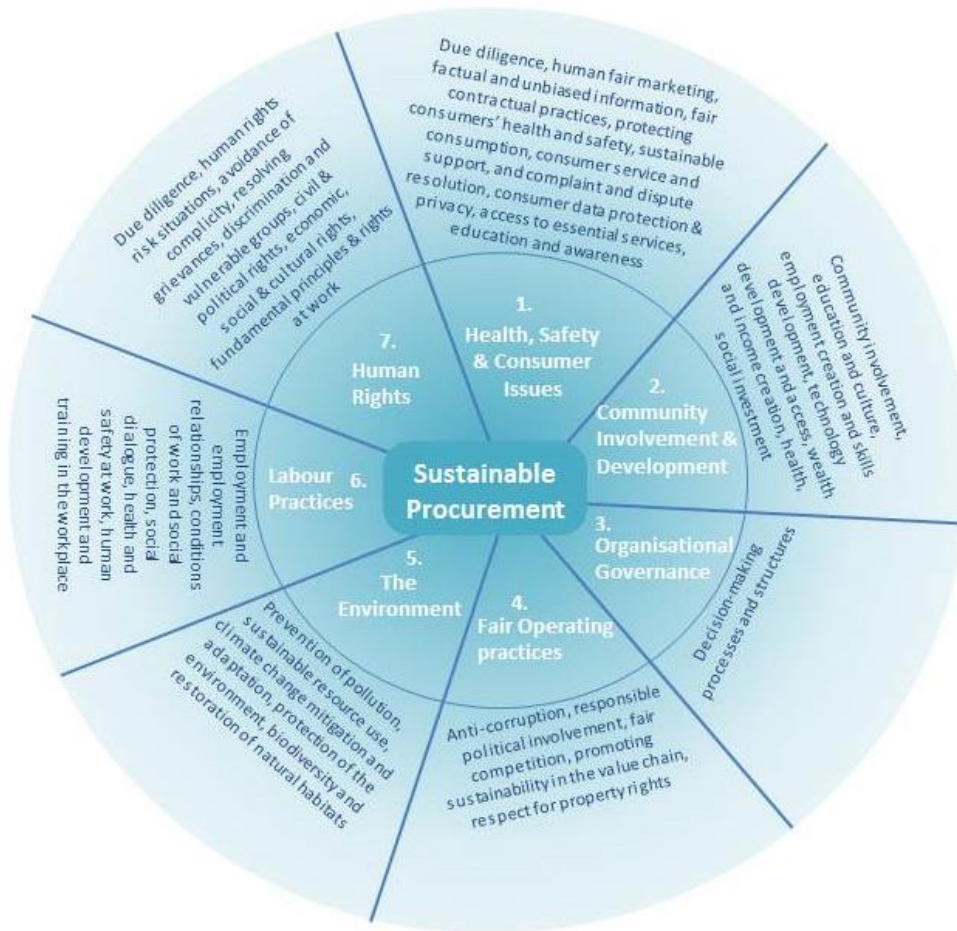 Sustainable
Procurement
1.
Health, Safety
& Consumer
Issues
Due diligence, human fair marketing,
factual and unbiased information, fair
contractual practices, protecting
consumers’ health and safety, sustainable
consumption, consumer service and
support, and complaint and dispute
resolution, consumer data protection &
privacy, access to essential services,
education and awareness
2.
Community
Involvement &
Development
Community involvement,
education and culture,
employment creation and skills
development, technology
development and access, wealth
and income creation, health,
social investment
3.
Organisational
Governance
Decision-making
processes and structures
4.
Fair Operating
practices
Anti-corruption, responsible
political involvement, fair
competition, promoting
sustainability in the value chain,
respect for property rights
5.
The
Environment
Prevention of pollution,
sustainable resource use,
climate change mitigation and
adaptation, protection of the
environment, biodiversity and
restoration of natural habitats
6.
Labour
Practices
Employment and
employment
relationships, conditions
of work and social
protection, social
dialogue, health and
safety at work, human
development and
training in the workplace
7.
Human
Rights
Due diligence, human rights
risk situations, avoidance of
complicity, resolving
grievances, discrimination and
vulnerable groups, civil &
political rights, economic,
social & cultural rights,
fundamental principles & rights
at work